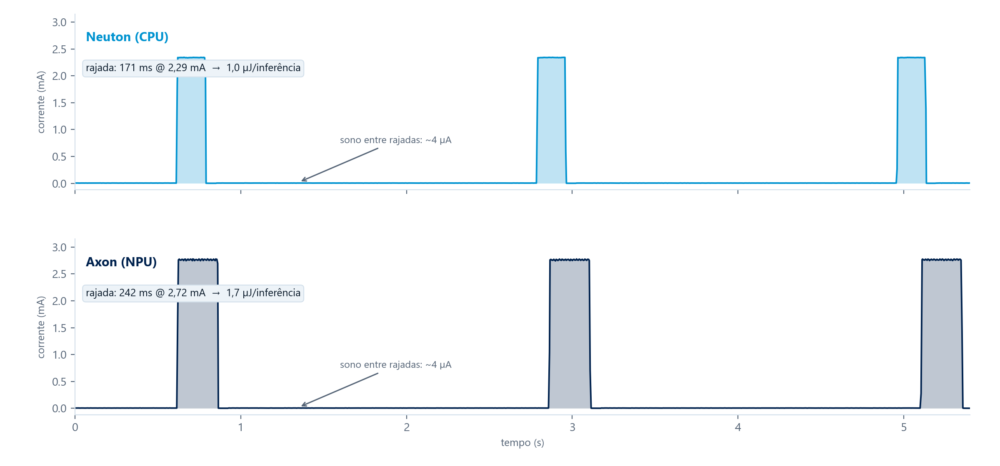 3.0
Neuton (CPU)
2.5
rajada: 171 ms @ 2,29 mA → 1,0 µJ/inferência
2.0
corrente (mA)
1.5
1.0
sono entre rajadas: ~4 µA
0.5
0.0
3.0
Axon (NPU)
2.5
rajada: 242 ms @ 2,72 mA → 1,7 µJ/inferência
2.0
corrente (mA)
1.5
1.0
sono entre rajadas: ~4 µA
0.5
0.0
0 1 2 3 4 5
tempo (s)